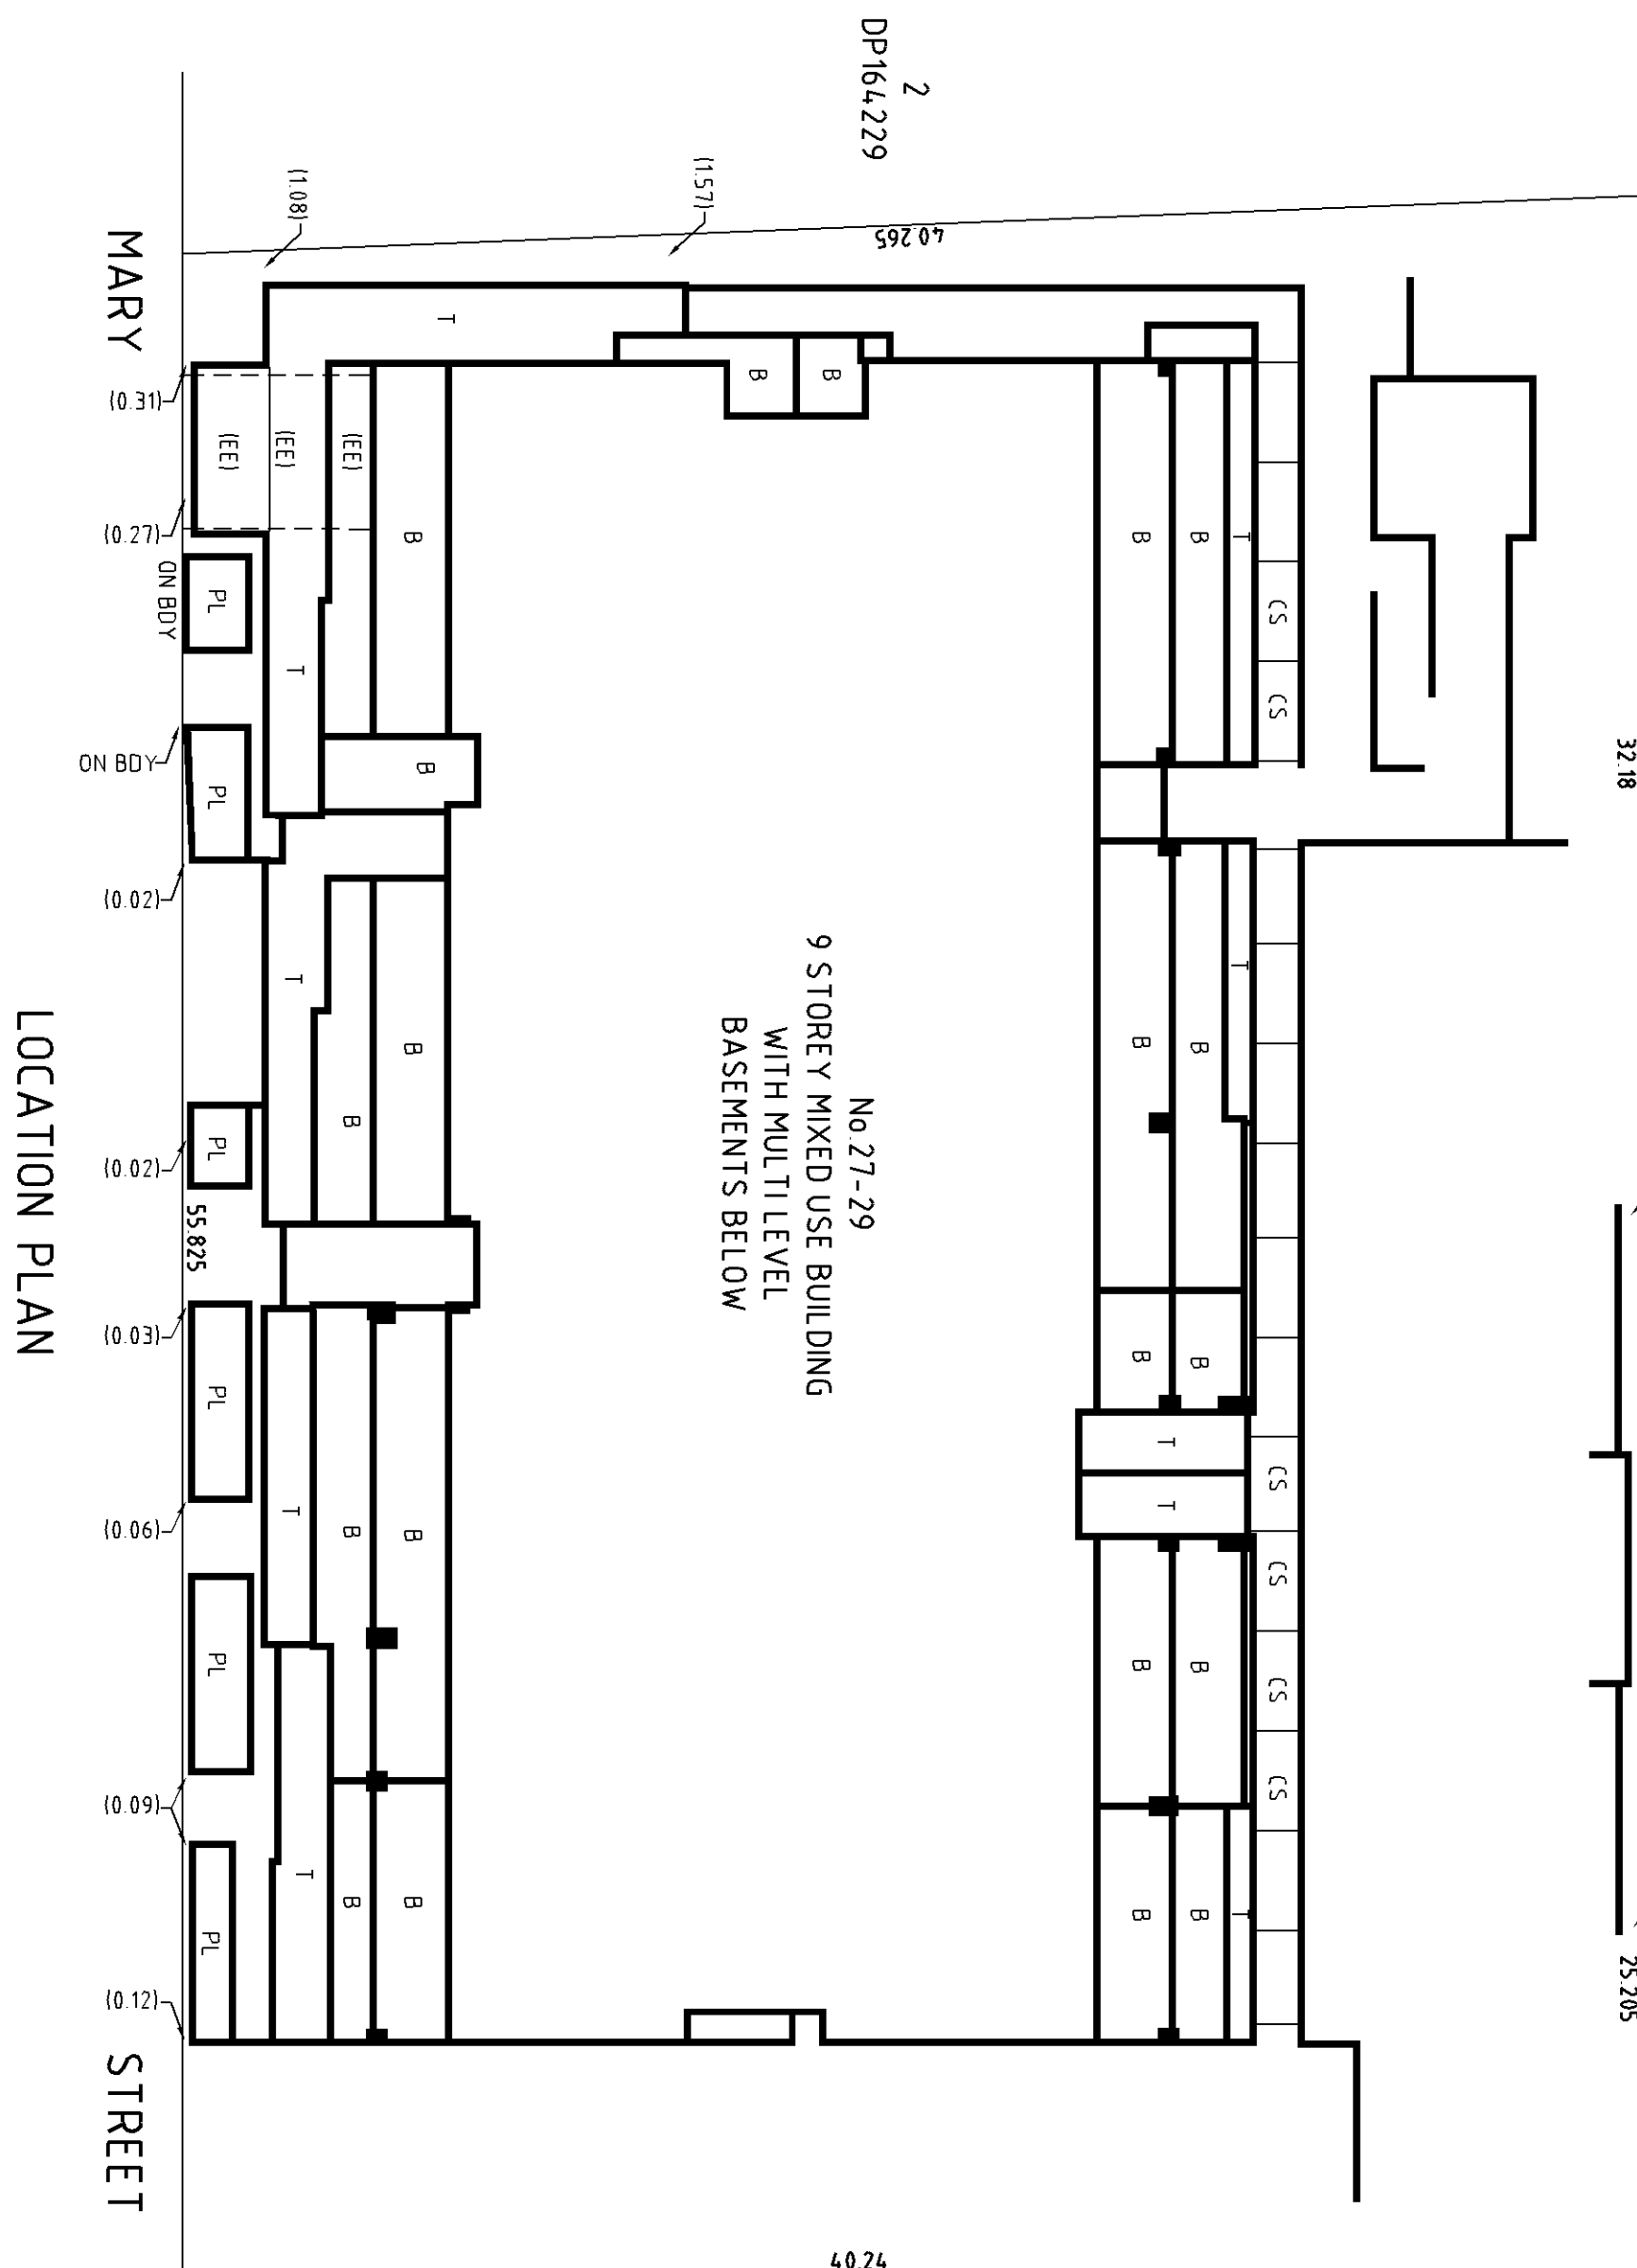 2
DP164229
(1.08)
(1.57)
40.265
MARY
T
B
B
(0.31)
(EE)
(EE)
(EE)
(0.27)
B
B
B
T
ON BDY
PL
T
CS
CS
32.18
ON BDY
PL
B
(0.02)
T
B
B
(0.02)
PL
55.825
LOCATION PLAN
No.27-29
9 STOREY MIXED USE BUILDING
WITH MULTI LEVEL
BASEMENTS BELOW
T
B
B
B
B
(0.03)
PL
T
T
CS
(0.06)
T
B
B
CS
PL
B
B
CS
CS
(0.09)
T
B
B
B
B
T
PL
(0.12)
25.205
STREET
40.24